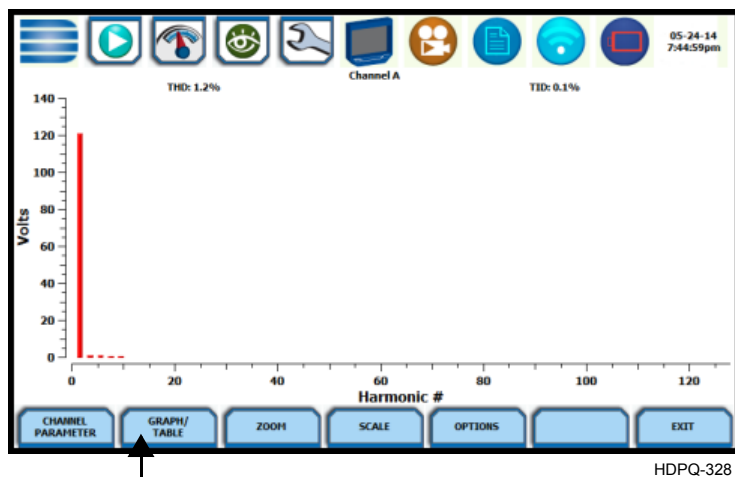 05-24-14
7:44:59pm
Channel A
THD: 1.2%
TID: 0.1%
140
120
100
80
60
40
20
0
Volts
0 20 40 60 80 100 120
Harmonic #
CHANNEL
PARAMETER
GRAPH/
TABLE
ZOOM
SCALE
OPTIONS
EXIT
HDPQ-328